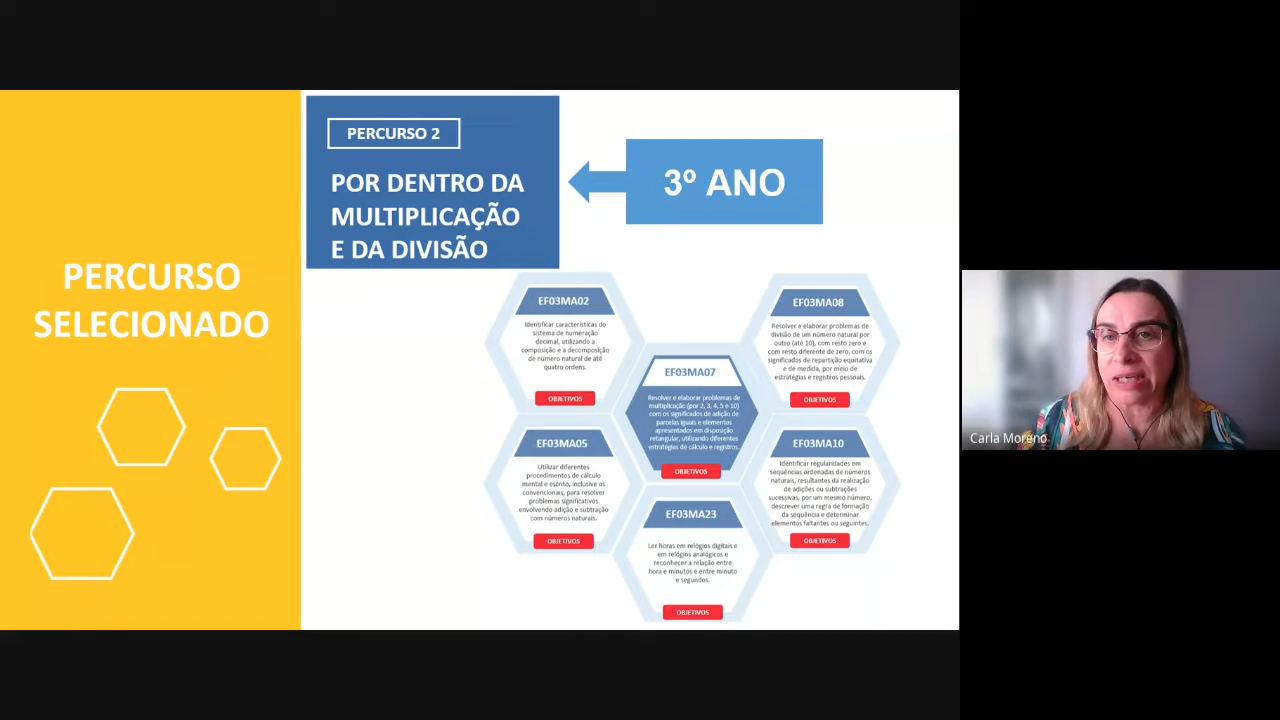 PERCURSO
SELECIONADO
PERCURSO 2
POR DENTRO DA
MULTIPLICAÇÃO
E DA DIVISÃO
3º ANO
EF03MA02
Identificar características do
sistema de numeração
decimal, utilizando a
composição e a decomposição
de número natural de até
quatro ordens.
OBJETIVOS
EF03MA08
Resolver e elaborar problemas de
divisão de um número natural por
outro (até 10), com resto zero e
com resto diferente de zero, com os
significados de repartição equitativa
e de medida, por meio de
estratégias e registros pessoais.
OBJETIVOS
EF03MA07
Resolver e elaborar problemas de
multiplicação (por 2, 3, 4, 5 e 10)
com os significados de adição de
parcelas iguais e elementos
apresentados em disposição
retangular, utilizando diferentes
estratégias de cálculo e registros.
OBJETIVOS
EF03MA05
Utilizar diferentes
procedimentos de cálculo
mental e escrito, inclusive os
convencionais, para resolver
problemas significativos
envolvendo adição e subtração
com números naturais.
OBJETIVOS
EF03MA10
Identificar regularidades em
sequências ordenadas de números
naturais, resultantes da realização
de adições ou subtrações
sucessivas, por um mesmo número,
descrever uma regra de formação
da sequência e determinar
elementos faltantes ou seguintes.
OBJETIVOS
EF03MA23
Ler horas em relógios digitais e
em relógios analógicos e
reconhecer a relação entre
hora e minutos e entre minuto
e segundos.
OBJETIVOS
Carla Moreno